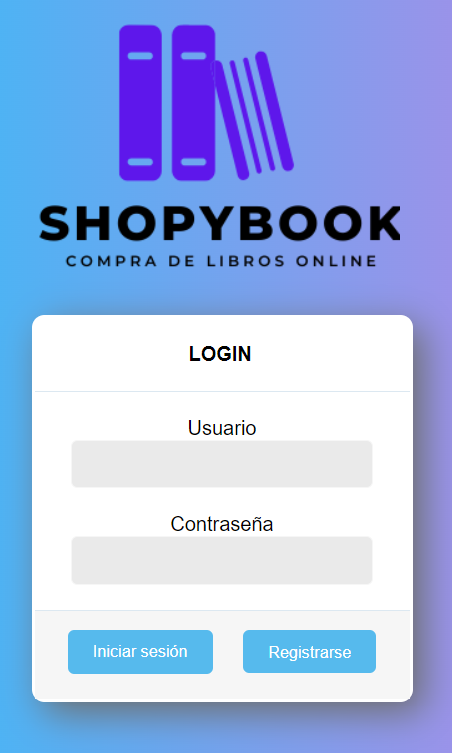 SHOPYBOOK
COMPRA DE LIBROS ONLINE
LOGIN
Usuario
Contraseña
Iniciar sesión
Registrarse